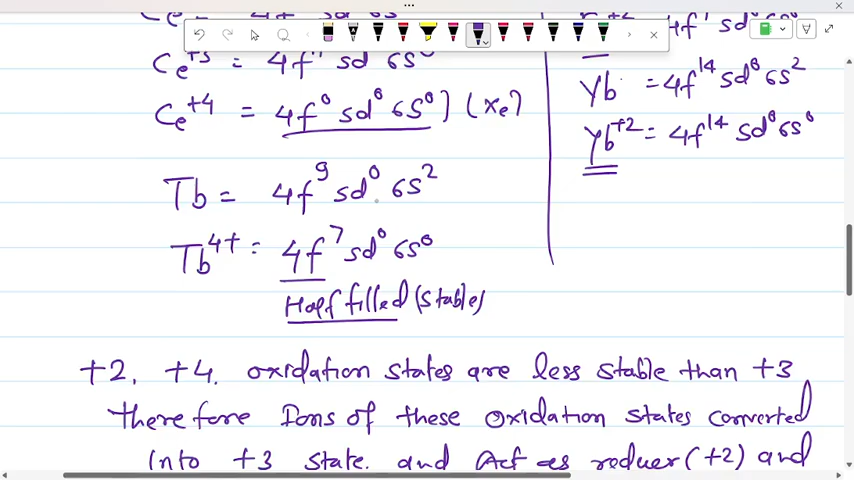 Ce+3 = 4f1 5d0 6s0
Ce+4 = 4f0 5d0 6s0] (Xe)
Tb = 4f9 5d0 6s2
Tb4+ = 4f7 5d0 6s0
Half filled (stable)
Yb = 4f14 5d0 6s2
Yb+2 = 4f14 5d0 6s0
+2, +4. oxidation states are less stable than +3
therefore Ions of these oxidation states converted
into +3 state. and Act as reducer (+2) and